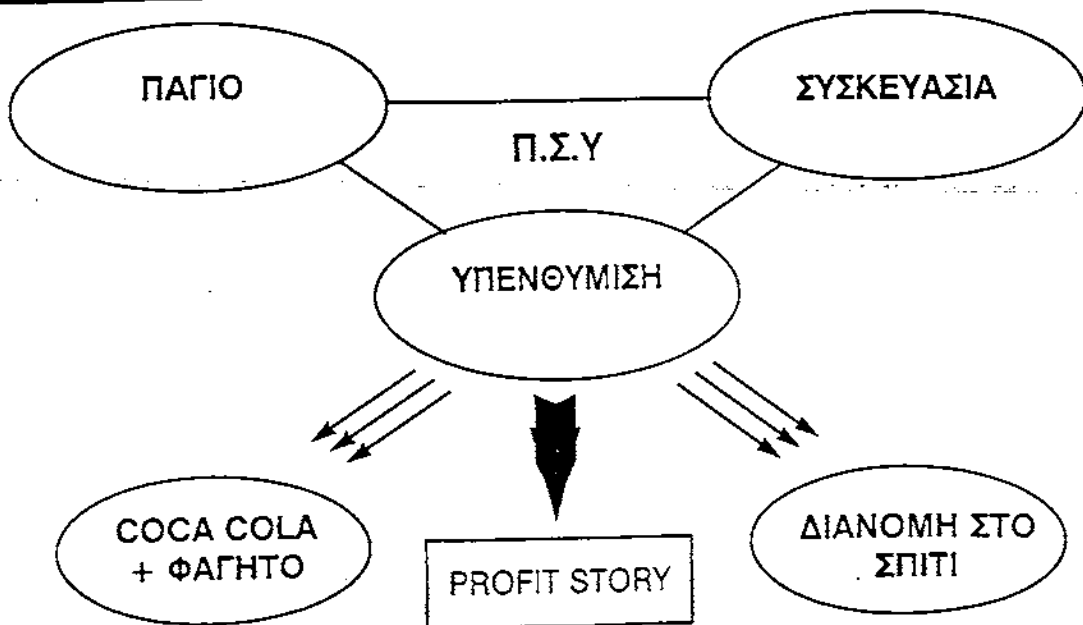 ΠΑΓΙΟ
ΣΥΣΚΕΥΑΣΙΑ
Π.Σ.Υ
ΥΠΕΝΘΥΜΙΣΗ
COCA COLA
+ ΦΑΓΗΤΟ
PROFIT STORY
ΔΙΑΝΟΜΗ ΣΤΟ
ΣΠΙΤΙ